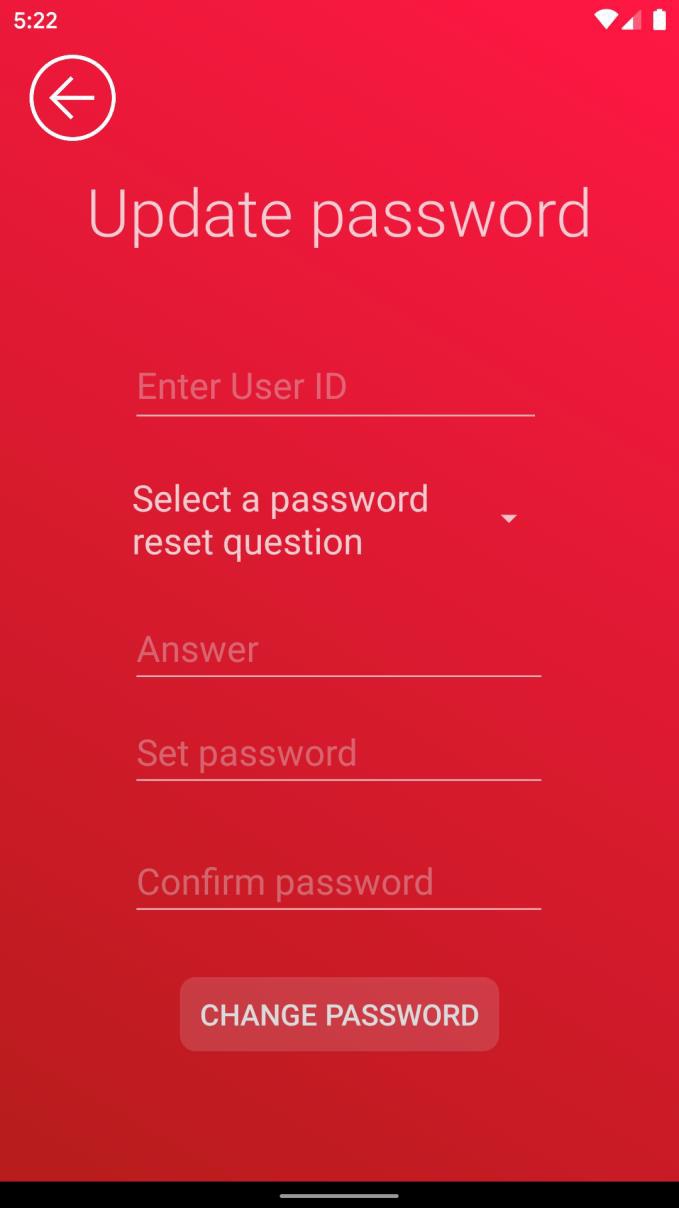 5:22
Update password
Enter User ID
Select a password
reset question
Answer
Set password
Confirm password
CHANGE PASSWORD